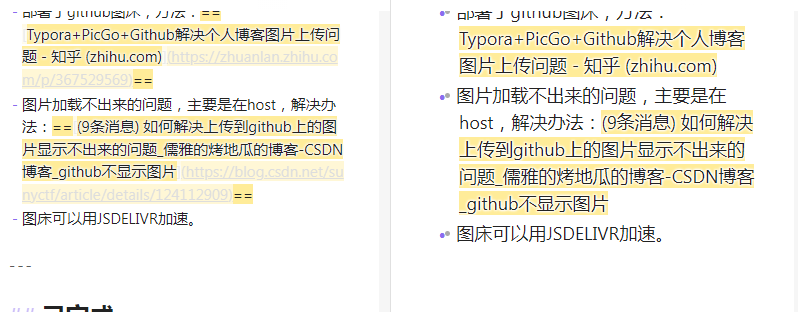 - 部署了github图床，方法：==
Typora+PicGo+Github解决个人博客图片上传问
题 - 知乎 (zhihu.com) (https://zhuanlan.zhihu.co
m/p/367529569)==
- 图片加载不出来的问题，主要是在host，解决办
法：== (9条消息) 如何解决上传到github上的图
片显示不出来的问题_儒雅的烤地瓜的博客-CSDN
博客_github不显示图片 (https://blog.csdn.net/su
nyctf/article/details/124112909)==
- 图床可以用JSDELIVR加速。
---
## 已完成
部署了github图床，方法：
Typora+PicGo+Github解决个人博客
图片上传问题 - 知乎 (zhihu.com)
图片加载不出来的问题，主要是在
host，解决办法：(9条消息) 如何解决
上传到github上的图片显示不出来的
问题_儒雅的烤地瓜的博客-CSDN博客
_github不显示图片
图床可以用JSDELIVR加速。